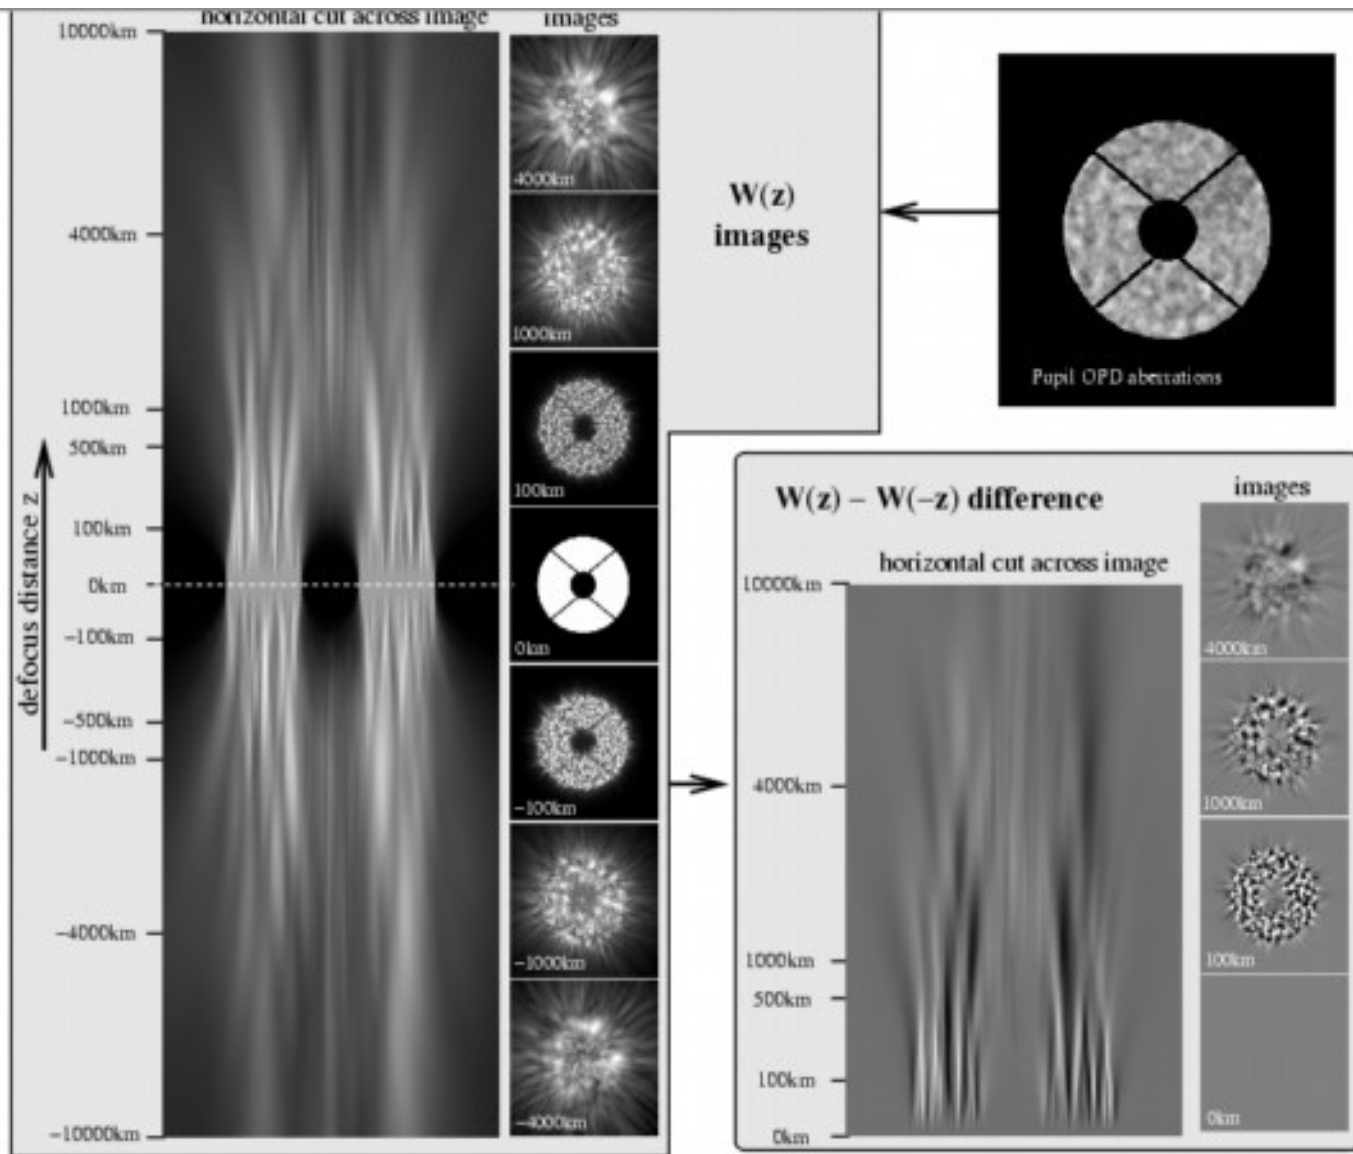 horizontal cut across image
images
10000km
4000km
1000km
500km
100km
0km
−100km
−500km
−1000km
−4000km
−10000km
defocus distance z
4000km
1000km
100km
0km
−100km
−1000km
−4000km
W(z)
images
Pupil OPD aberrations
W(z) − W(−z) difference
images
horizontal cut across image
10000km
4000km
1000km
500km
100km
0km
4000km
1000km
100km
0km